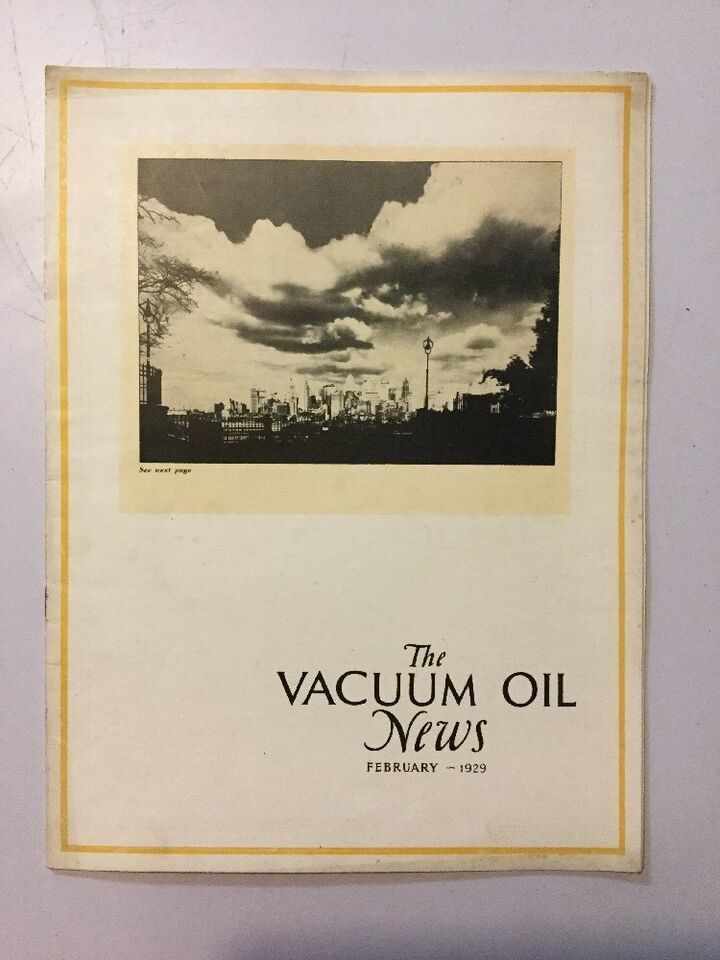 See next page
The
VACUUM OIL
News
FEBRUARY – 1929